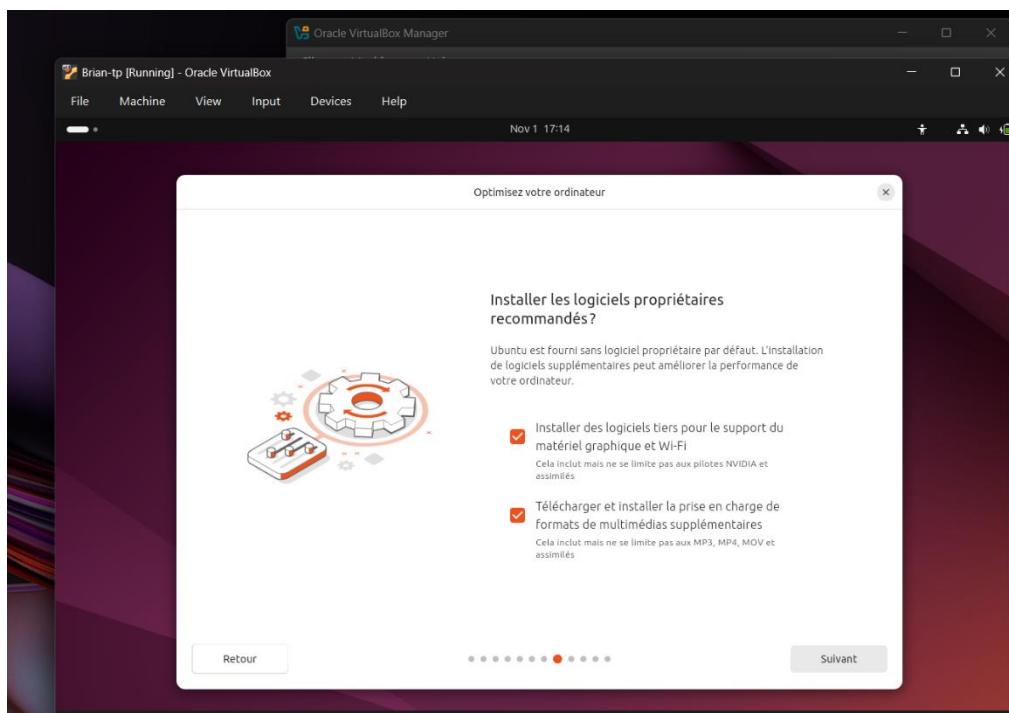 Oracle VirtualBox Manager
Brian-tp [Running] - Oracle VirtualBox
File Machine View Input Devices Help
Nov 1 17:14
Optimisez votre ordinateur
Installer les logiciels propriétaires
recommandés ?
Ubuntu est fourni sans logiciel propriétaire par défaut. L'installation
de logiciels supplémentaires peut améliorer la performance de
votre ordinateur.
Installer des logiciels tiers pour le support du
matériel graphique et Wi-Fi
Cela inclut mais ne se limite pas aux pilotes NVIDIA et
assimilés
Télécharger et installer la prise en charge de
formats de multimédias supplémentaires
Cela inclut mais ne se limite pas aux MP3, MP4, MOV et
assimilés
Retour
Suivant